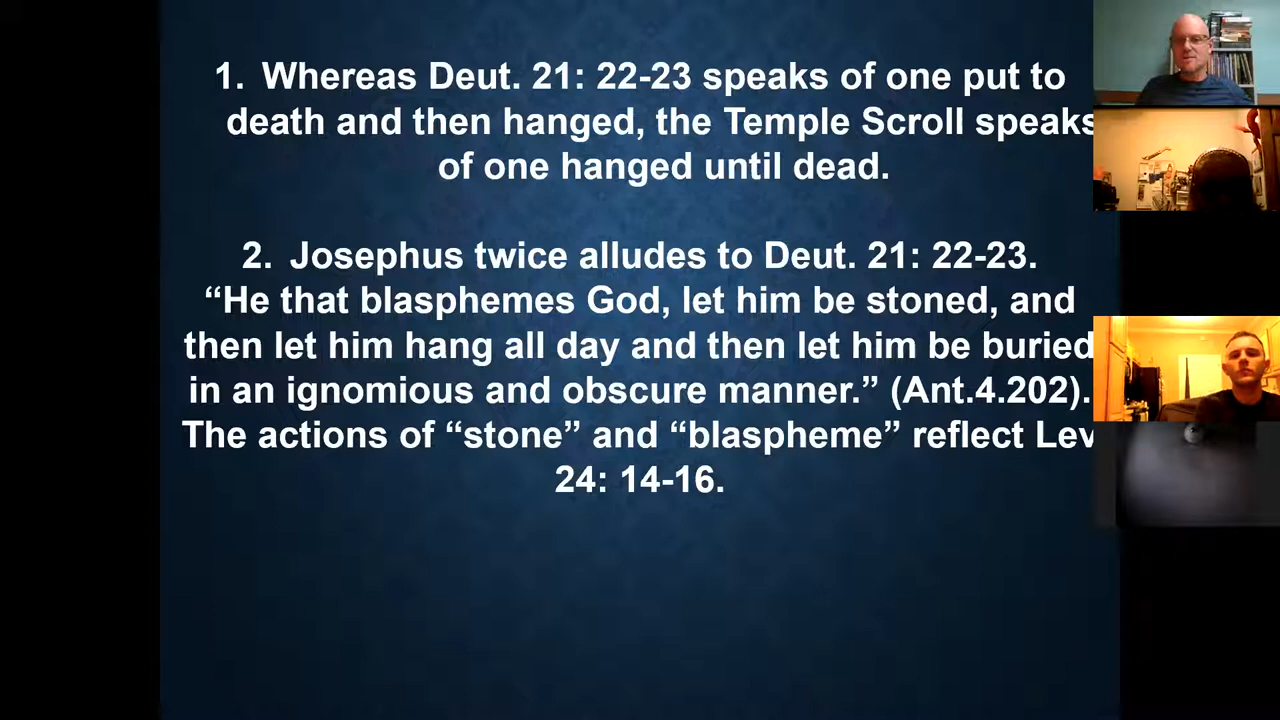 1. Whereas Deut. 21: 22-23 speaks of one put to
death and then hanged, the Temple Scroll speaks
of one hanged until dead.
2. Josephus twice alludes to Deut. 21: 22-23.
“He that blasphemes God, let him be stoned, and
then let him hang all day and then let him be buried
in an ignomious and obscure manner.” (Ant.4.202).
The actions of “stone” and “blaspheme” reflect Lev
24: 14-16.